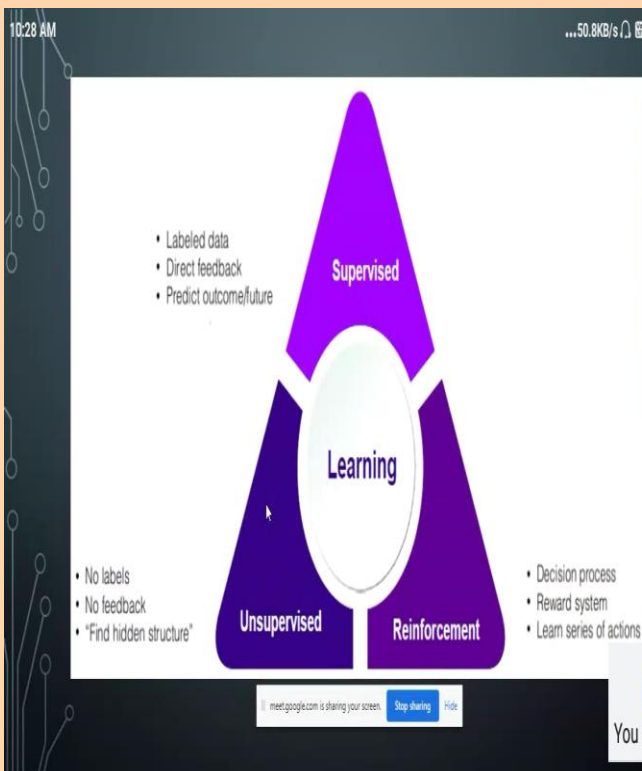 10:28 AM
...50.8KB/s
• Labeled data
• Direct feedback
• Predict outcome/future
Supervised
Learning
• No labels
• No feedback
• "Find hidden structure"
Unsupervised
Reinforcement
• Decision process
• Reward system
• Learn series of actions
meet.google.com is sharing your screen.
Stop sharing
Hide
You